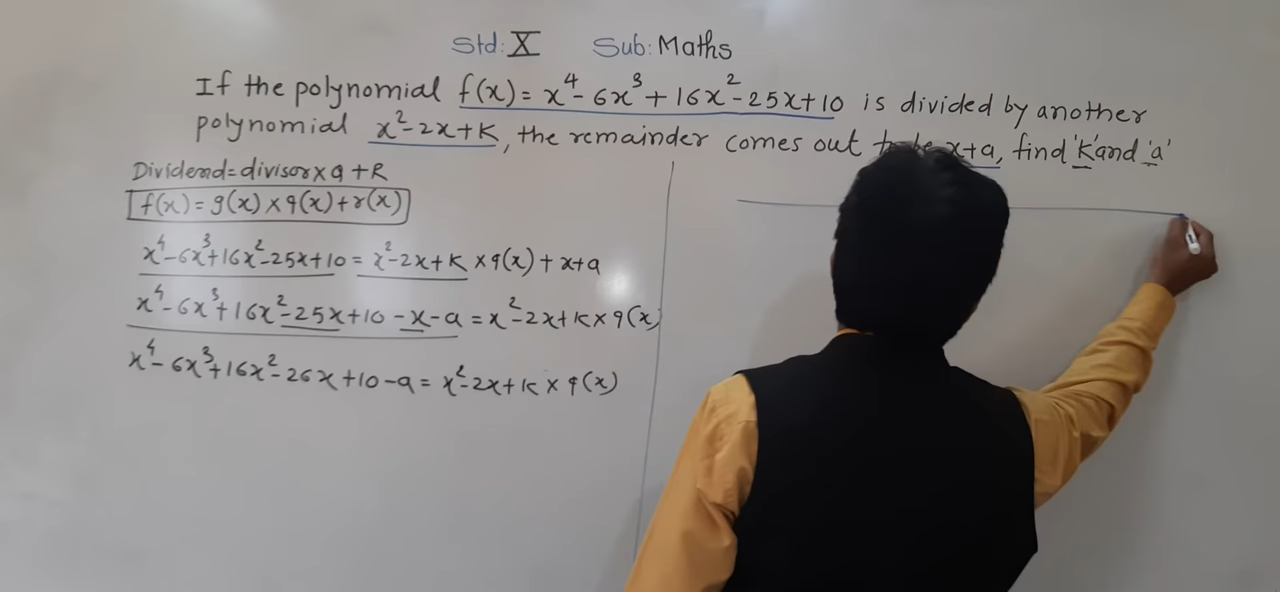 Std: X Sub: Maths
If the polynomial f(x) = x⁴ - 6x³ + 16x² - 25x + 10 is divided by another
polynomial x² - 2x + K, the remainder comes out to be x + a, find 'K' and 'a'
Dividend = divisor × q + R
f(x) = g(x) × q(x) + r(x)
x⁴ - 6x³ + 16x² - 25x + 10 = x² - 2x + K × q(x) + x + a
x⁴ - 6x³ + 16x² - 25x + 10 - x - a = x² - 2x + K × q(x)
x⁴ - 6x³ + 16x² - 26x + 10 - a = x² - 2x + K × q(x)